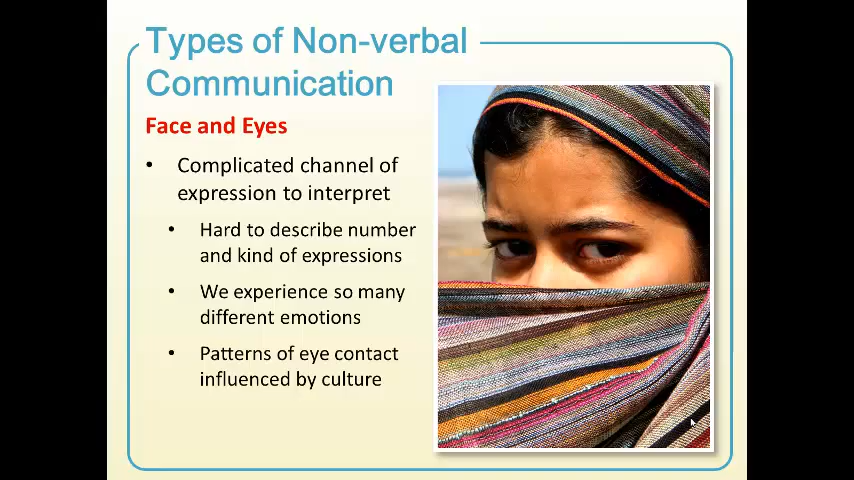 Types of Non-verbal
Communication
Face and Eyes
• Complicated channel of
expression to interpret
• Hard to describe number
and kind of expressions
• We experience so many
different emotions
• Patterns of eye contact
influenced by culture